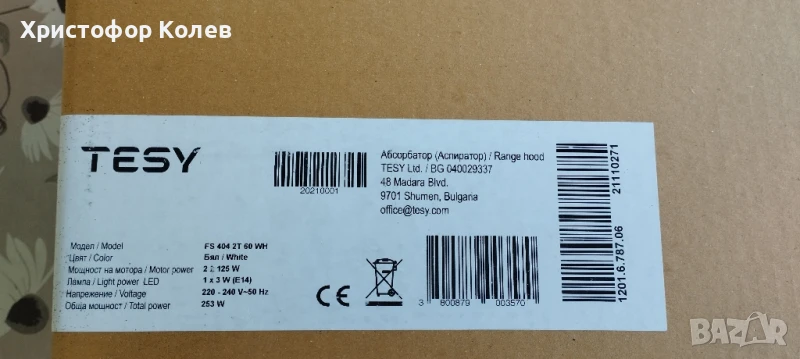 Христофор Колев
TESY
20210001
Абсорбатор (Аспиратор) / Range hood
TESY Ltd. / BG 040029337
48 Madara Blvd.
9701 Shumen, Bulgaria
office@tesy.com
Модел / Model FS 404 2T 60 WH
Цвят / Color Бял / White
Мощност на мотора / Motor power 2 x 125 W
Лампи / Light power LED 1 x 3 W (E14)
Напрежение / Voltage 220 - 240 V~50 Hz
Обща мощност / Total power 253 W
CE
3 800879 003570
21110271
1201.6.787.06
BAZAR